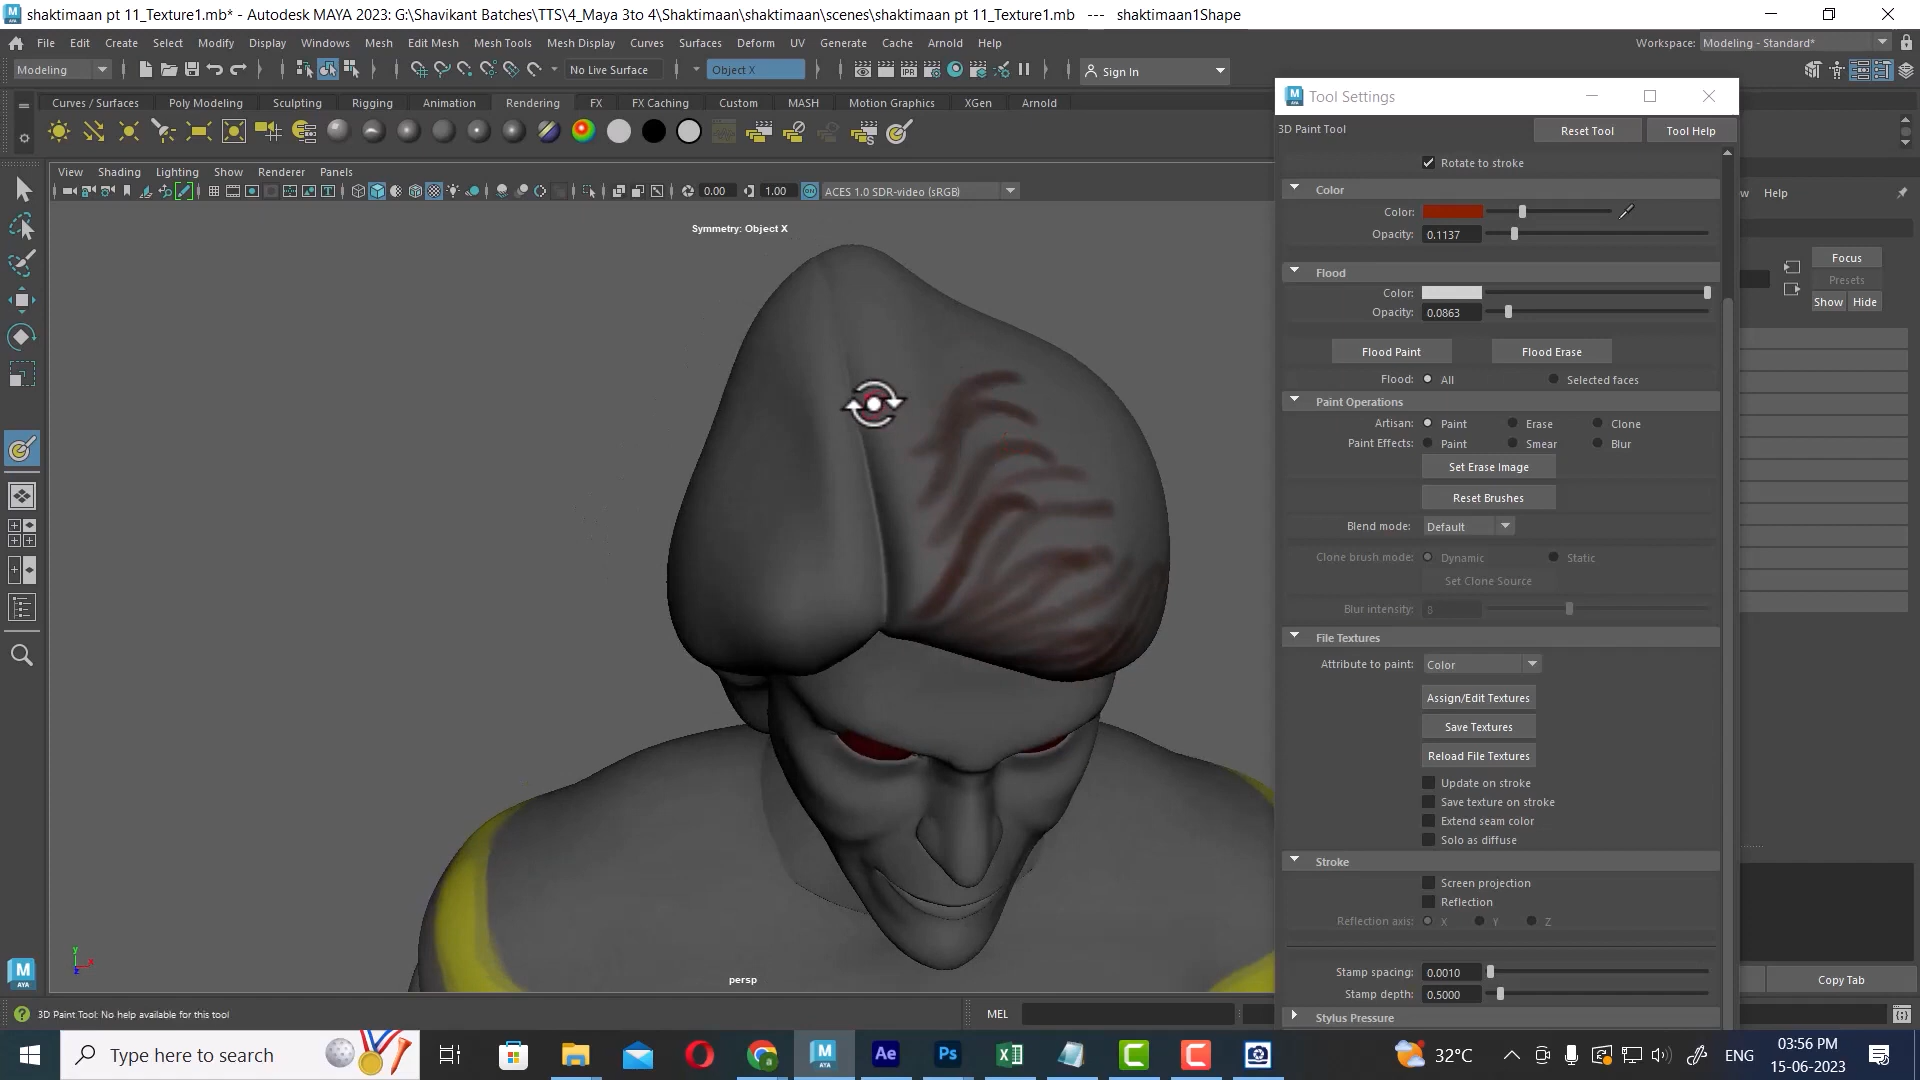 shaktimaan pt 11_Texture1.mb* - Autodesk MAYA 2023: G:\Shavikant Batches\TTS\4_Maya 3to 4\Shaktimaan\shaktimaan\scenes\shaktimaan pt 11_Texture1.mb --- shaktimaan1Shape
File Edit Create Select Modify Display Windows Mesh Edit Mesh Mesh Tools Mesh Display Curves Surfaces Deform UV Generate Cache Arnold Help
Workspace: Modeling - Standard*
Modeling
No Live Surface
Object X
Sign In
Curves / Surfaces Poly Modeling Sculpting Rigging Animation Rendering FX FX Caching Custom MASH Motion Graphics XGen Arnold
View Shading Lighting Show Renderer Panels
0.00
1.00
ACES 1.0 SDR-video (sRGB)
Symmetry: Object X
persp
Tool Settings
3D Paint Tool
Reset Tool
Tool Help
Rotate to stroke
Color
Color:
Opacity: 0.1137
Flood
Color:
Opacity: 0.0863
Flood Paint
Flood Erase
Flood: All Selected faces
Paint Operations
Artisan: Paint Erase Clone
Paint Effects: Paint Smear Blur
Set Erase Image
Reset Brushes
Blend mode: Default
Clone brush mode: Dynamic Static
Set Clone Source
Blur intensity: 8
File Textures
Attribute to paint: Color
Assign/Edit Textures
Save Textures
Reload File Textures
Update on stroke
Save texture on stroke
Extend seam color
Solo as diffuse
Stroke
Screen projection
Reflection
Reflection axis: X Y Z
Stamp spacing: 0.0010
Stamp depth: 0.5000
Stylus Pressure
Help
Focus
Presets
Show Hide
Copy Tab
3D Paint Tool: No help available for this tool
MEL
Type here to search
32°C
ENG
03:56 PM
15-06-2023